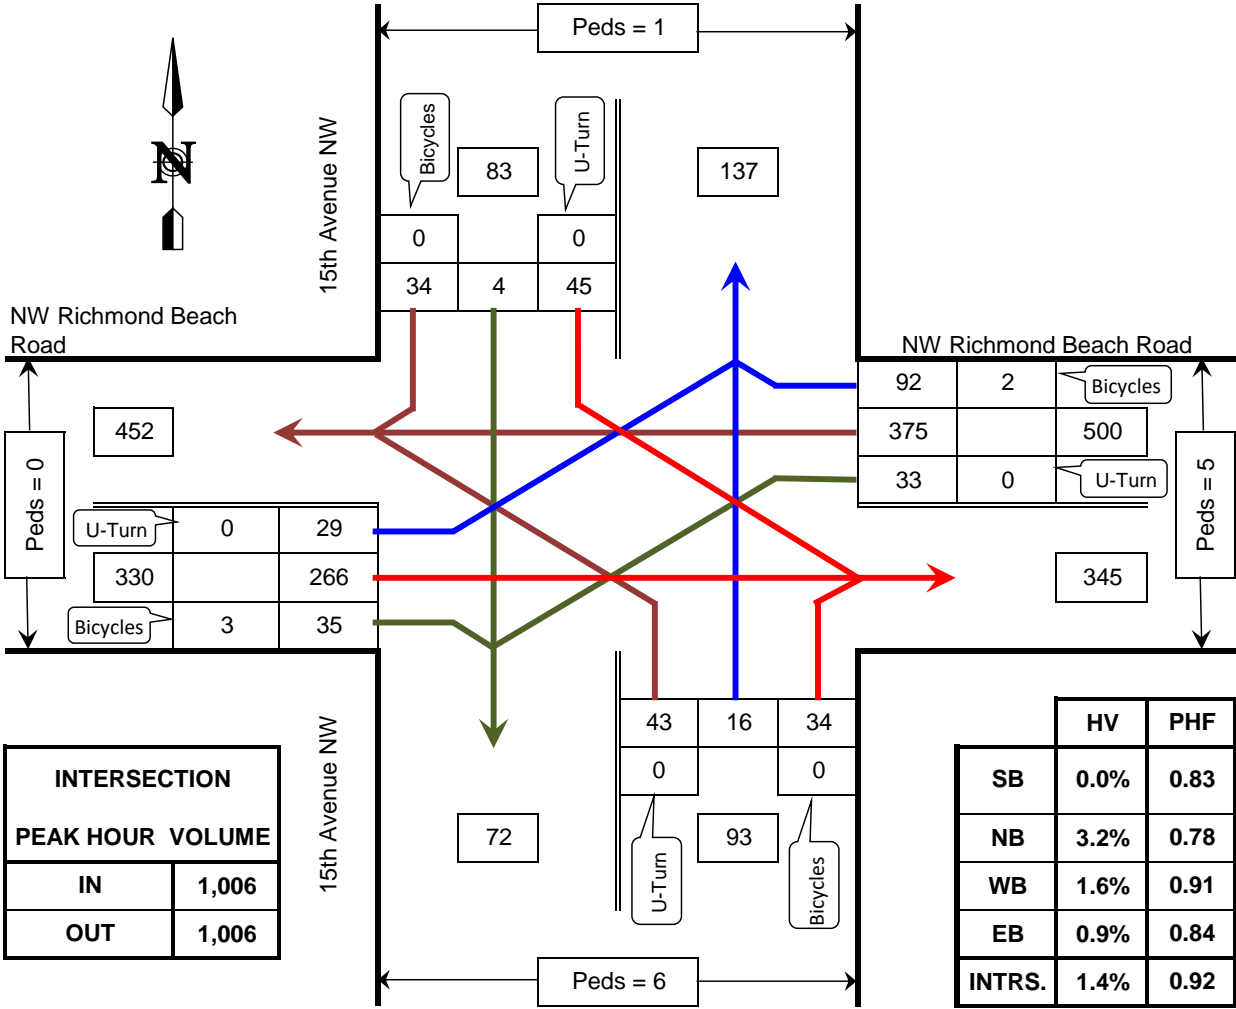 Peds = 1
N
15th Avenue NW
Bicycles
83
U-Turn
137
0
0
34
4
45
NW Richmond Beach
Road
NW Richmond Beach Road
92
2
Bicycles
452
375
500
33
0
U-Turn
Peds = 0
Peds = 5
U-Turn
0
29
330
266
345
Bicycles
3
35
15th Avenue NW
43
16
34
0
0
72
93
U-Turn
Bicycles
INTERSECTION
PEAK HOUR VOLUME
IN 1,006
OUT 1,006
HV PHF
SB 0.0% 0.83
NB 3.2% 0.78
WB 1.6% 0.91
EB 0.9% 0.84
INTRS. 1.4% 0.92
Peds = 6